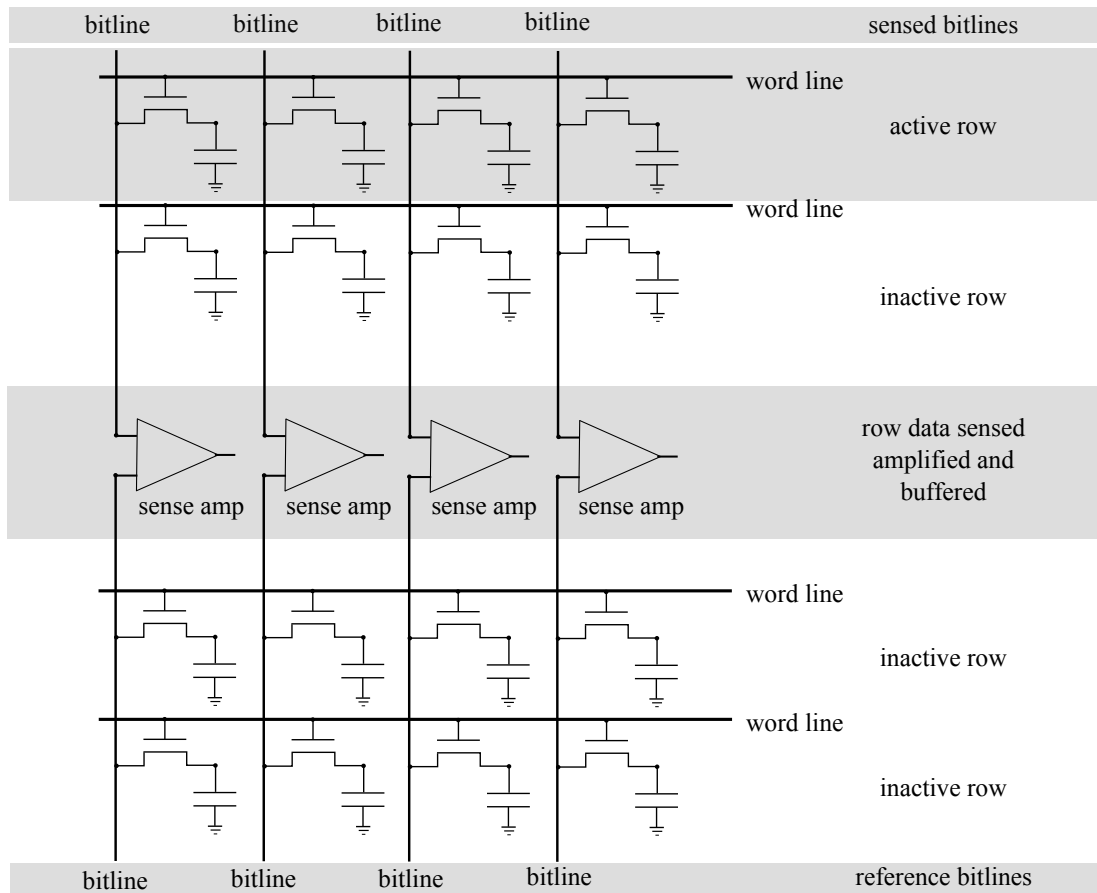 bitline bitline bitline bitline sensed bitlines
word line
active row
word line
inactive row
row data sensed
amplified and
buffered
sense amp sense amp sense amp sense amp
word line
inactive row
word line
inactive row
bitline bitline bitline bitline reference bitlines